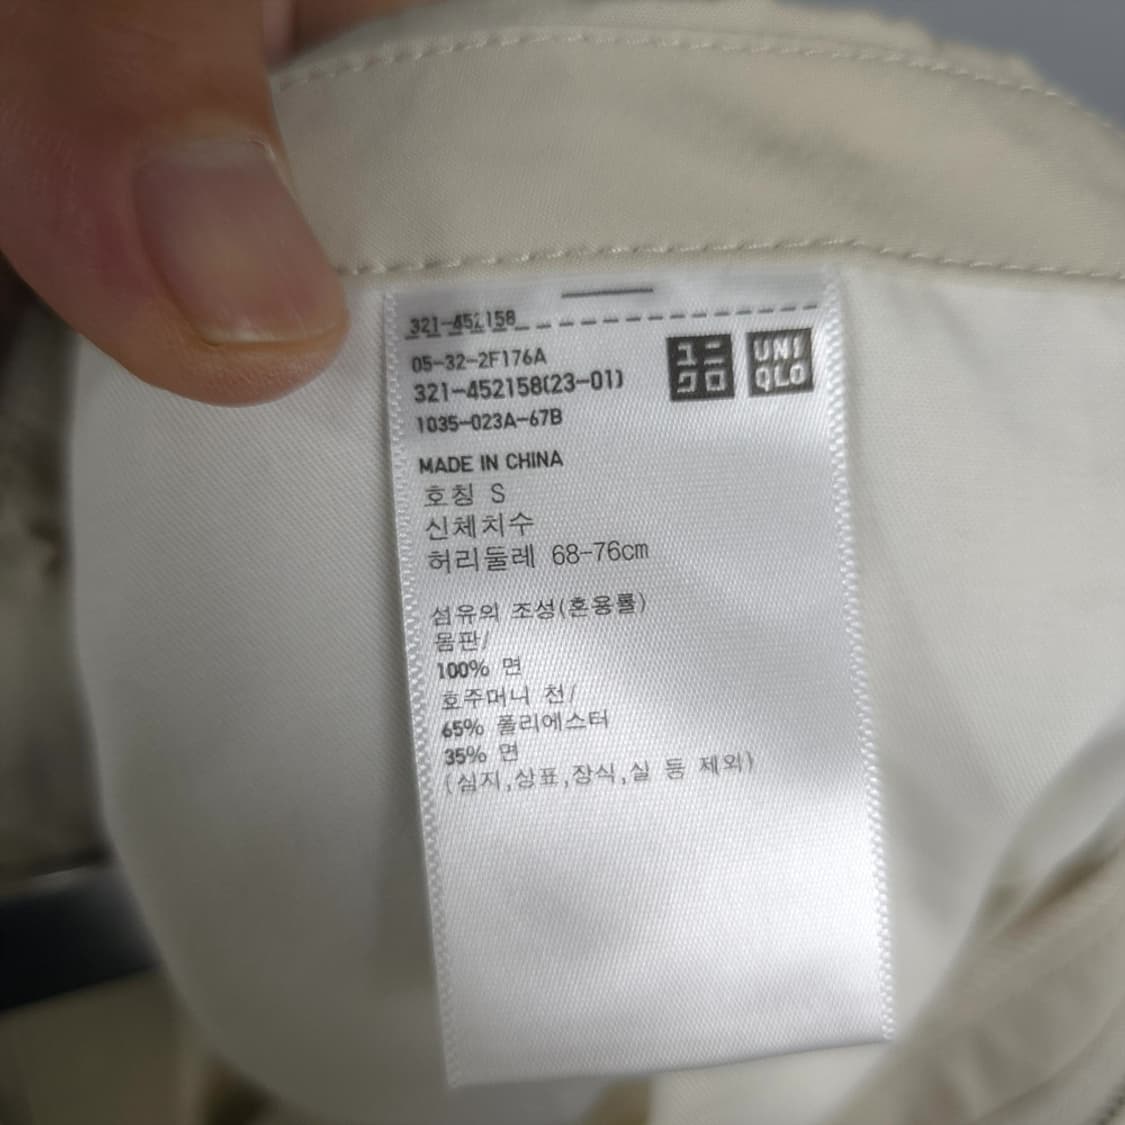 321-452158
05-32-2F176A
321-452158(23-01)
1035-023A-67B
ユニ
クロ
UNI
QLO
MADE IN CHINA
호칭 S
신체치수
허리둘레 68-76cm
섬유의 조성(혼용률)
몸판/
100% 면
호주머니 천/
65% 폴리에스터
35% 면
(심지,상표,장식,실 등 제외)